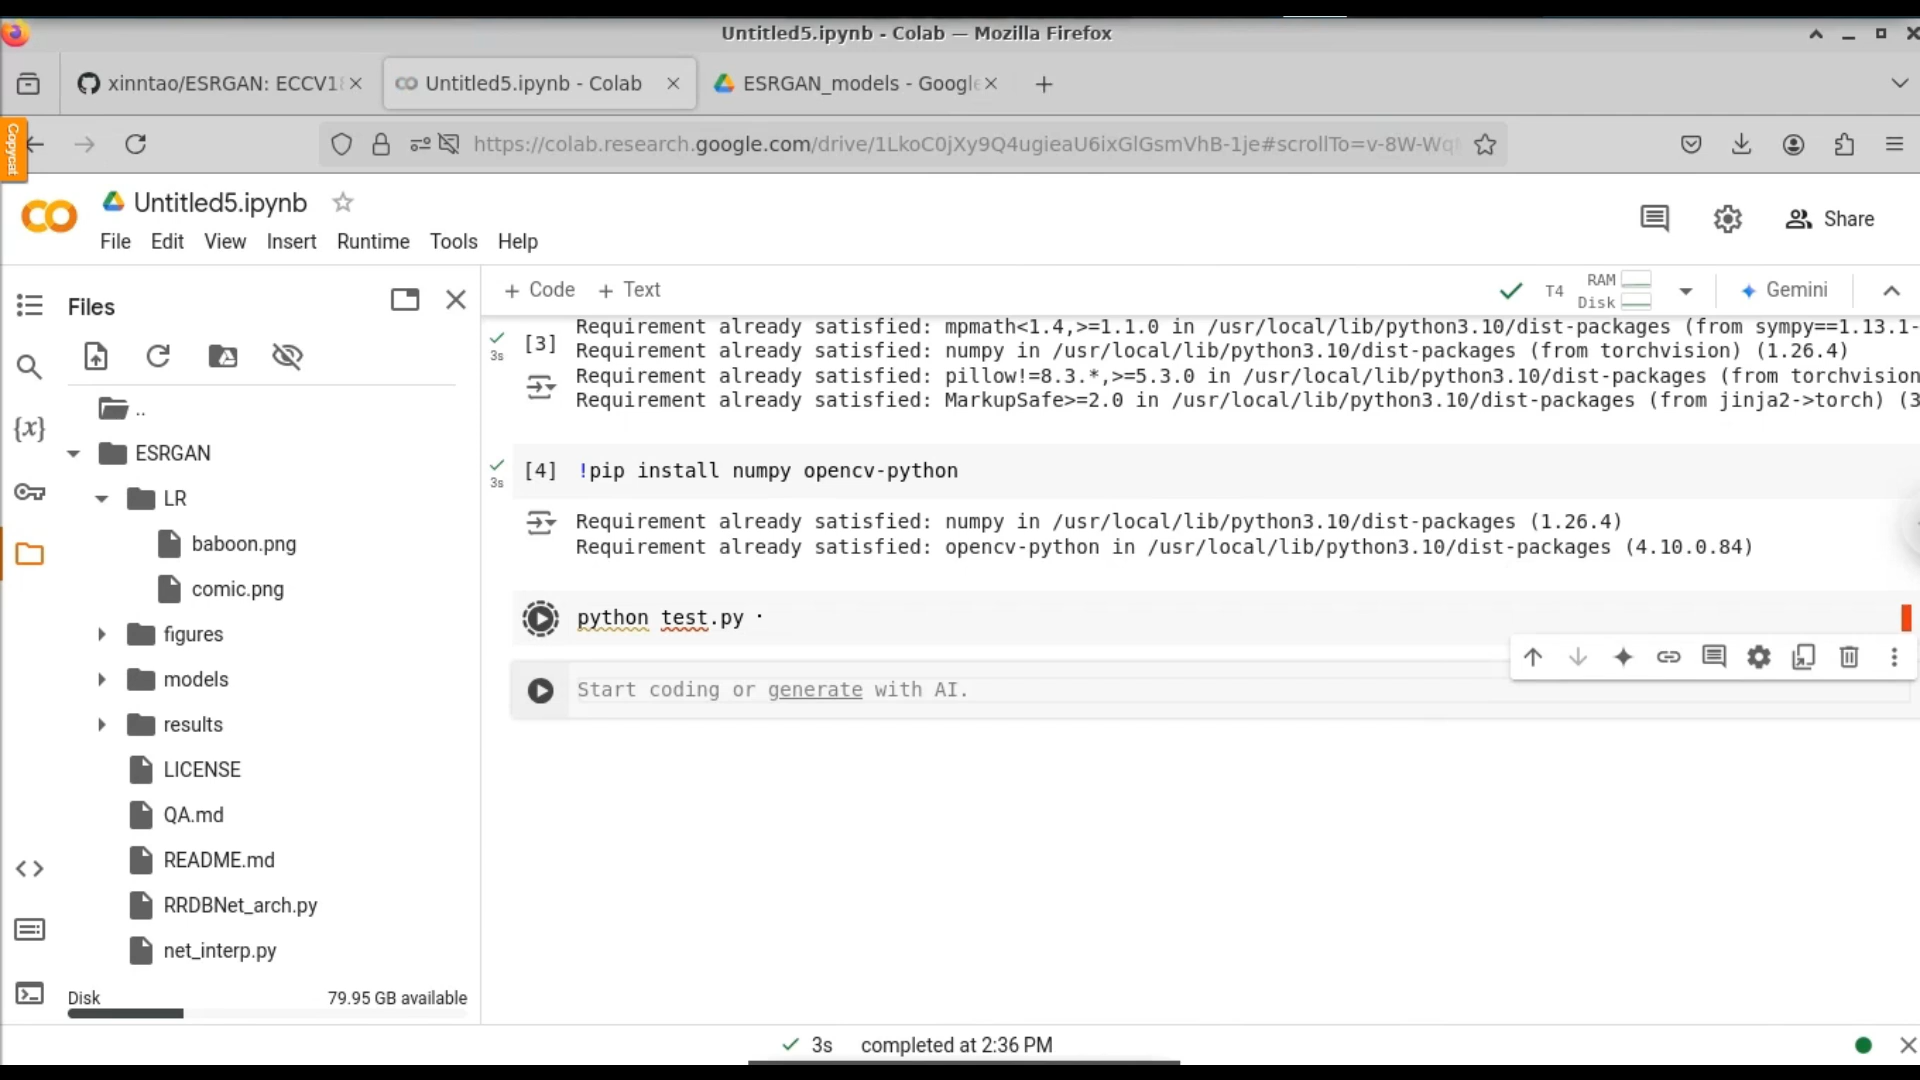 Untitled5.ipynb - Colab — Mozilla Firefox
xinntao/ESRGAN: ECCV18
Untitled5.ipynb - Colab
ESRGAN_models - Google
Copycat
https://colab.research.google.com/drive/1LkoC0jXy9Q4ugieaU6ixGlGsmVhB-1je#scrollTo=v-8W-Wq
CO
Untitled5.ipynb
File Edit View Insert Runtime Tools Help
Share
Files
+ Code + Text
T4
RAM
Disk
Gemini
..
ESRGAN
LR
baboon.png
comic.png
figures
models
results
LICENSE
QA.md
README.md
RRDBNet_arch.py
net_interp.py
Disk 79.95 GB available
{x}
3s
[3]
Requirement already satisfied: mpmath<1.4,>=1.1.0 in /usr/local/lib/python3.10/dist-packages (from sympy==1.13.1-
Requirement already satisfied: numpy in /usr/local/lib/python3.10/dist-packages (from torchvision) (1.26.4)
Requirement already satisfied: pillow!=8.3.*,>=5.3.0 in /usr/local/lib/python3.10/dist-packages (from torchvision
Requirement already satisfied: MarkupSafe>=2.0 in /usr/local/lib/python3.10/dist-packages (from jinja2->torch) (3
3s
[4] !pip install numpy opencv-python
Requirement already satisfied: numpy in /usr/local/lib/python3.10/dist-packages (1.26.4)
Requirement already satisfied: opencv-python in /usr/local/lib/python3.10/dist-packages (4.10.0.84)
python test.py ·
Start coding or generate with AI.
3s completed at 2:36 PM